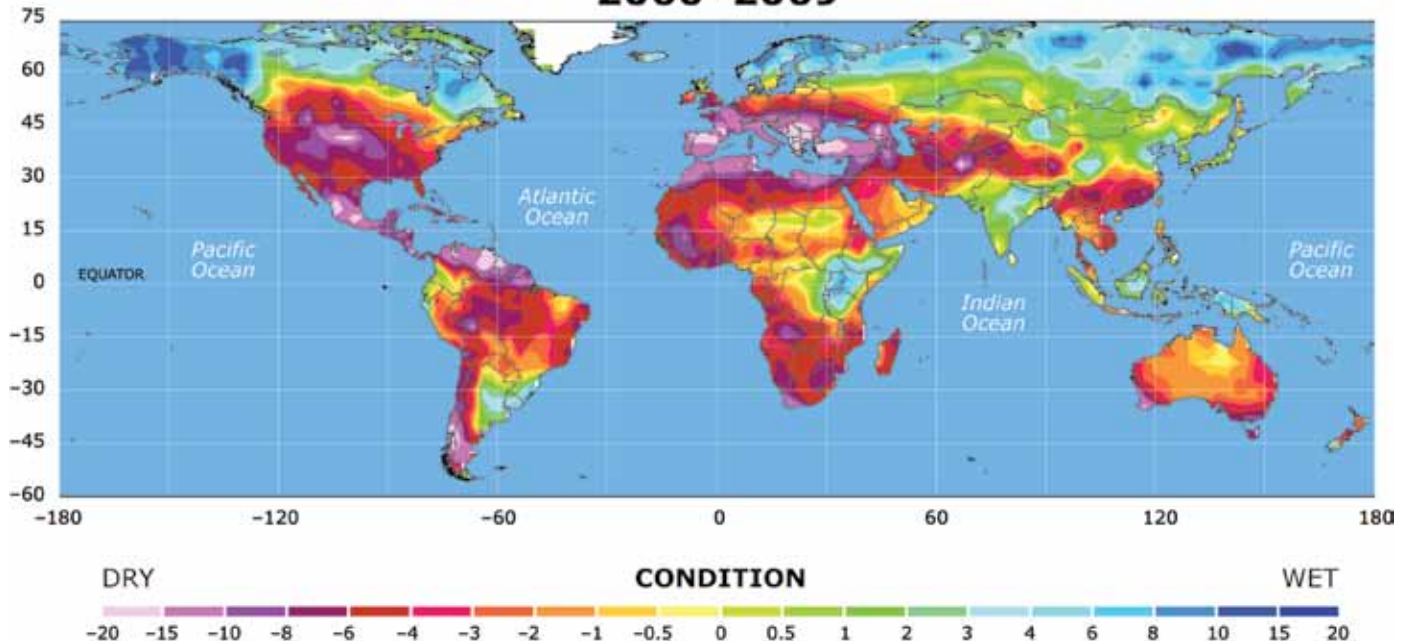 75
60
45
30
15
0
−15
−30
−45
−60
Atlantic
Ocean
Pacific
Ocean
EQUATOR
Indian
Ocean
Pacific
Ocean
−180 −120 −60 0 60 120 180
DRY CONDITION WET
−20 −15 −10 −8 −6 −4 −3 −2 −1 −0.5 0 0.5 1 2 3 4 6 8 10 15 20